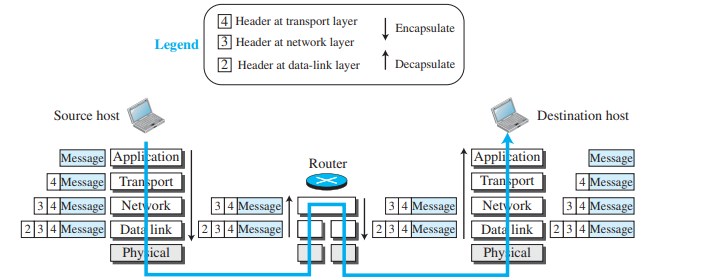 Legend
4 Header at transport layer
3 Header at network layer
2 Header at data-link layer
Encapsulate
Decapsulate
Source host
Destination host
Router
Message Application
4 Message Transport
3 4 Message Network
2 3 4 Message Data link
Physical
3 4 Message
2 3 4 Message
3 4 Message
2 3 4 Message
Application Message
Transport 4 Message
Network 3 4 Message
Data link 2 3 4 Message
Physical